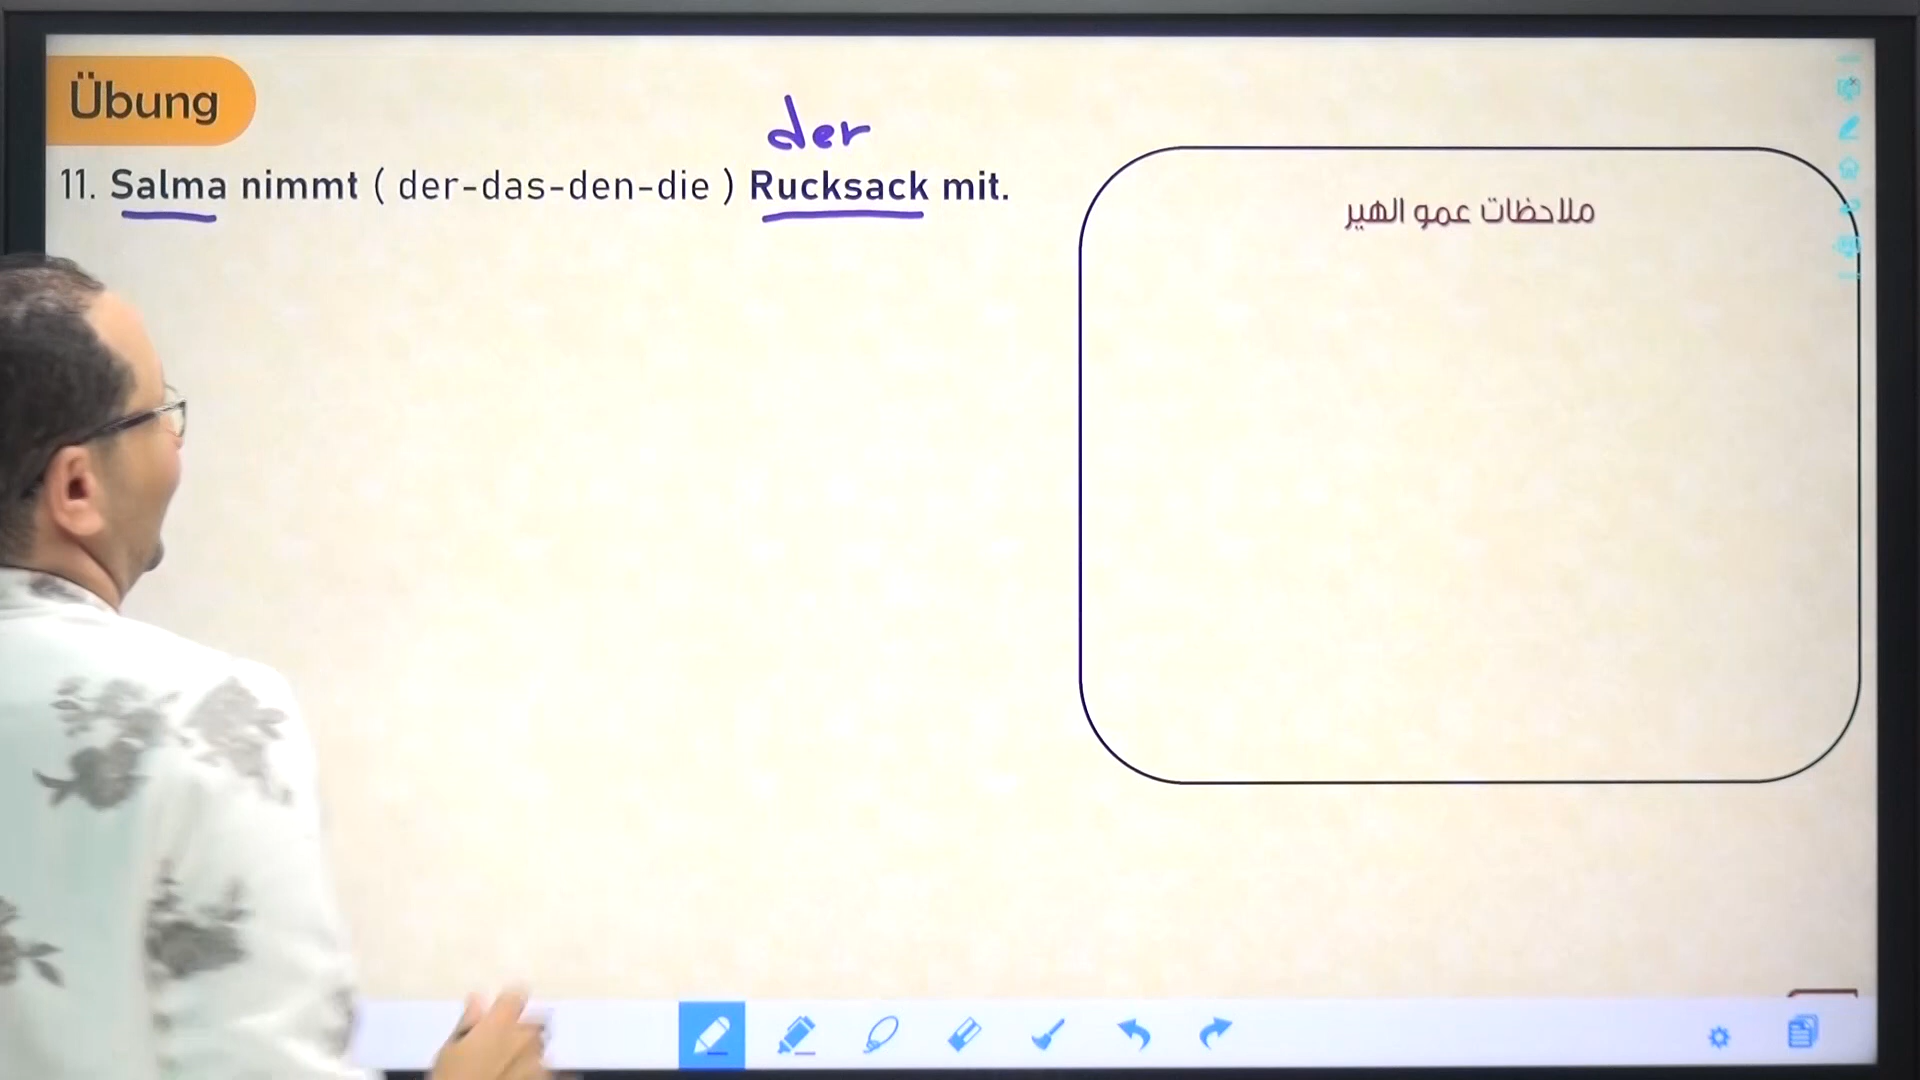 Übung
der
11. Salma nimmt ( der-das-den-die ) Rucksack mit.
ملاحظات عمو الهير